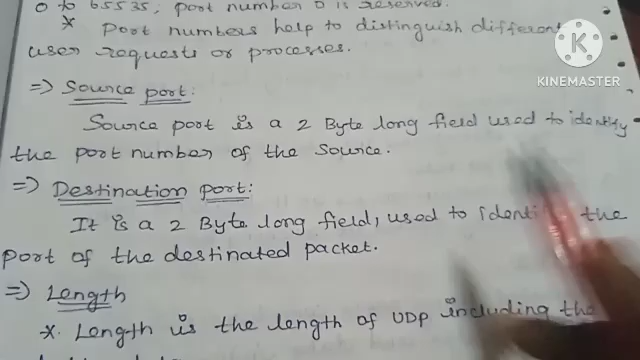 0 to 65535, port number 0 is reserved.
* Port numbers help to distinguish different
user requests or processes.
K
KINEMASTER
=> Source port:
Source port is a 2 Byte long field used to identify
the port number of the source.
=> Destination port:
It is a 2 Byte long field, used to identify the
port of the destinated packet.
=> Length
* Length is the length of UDP including the